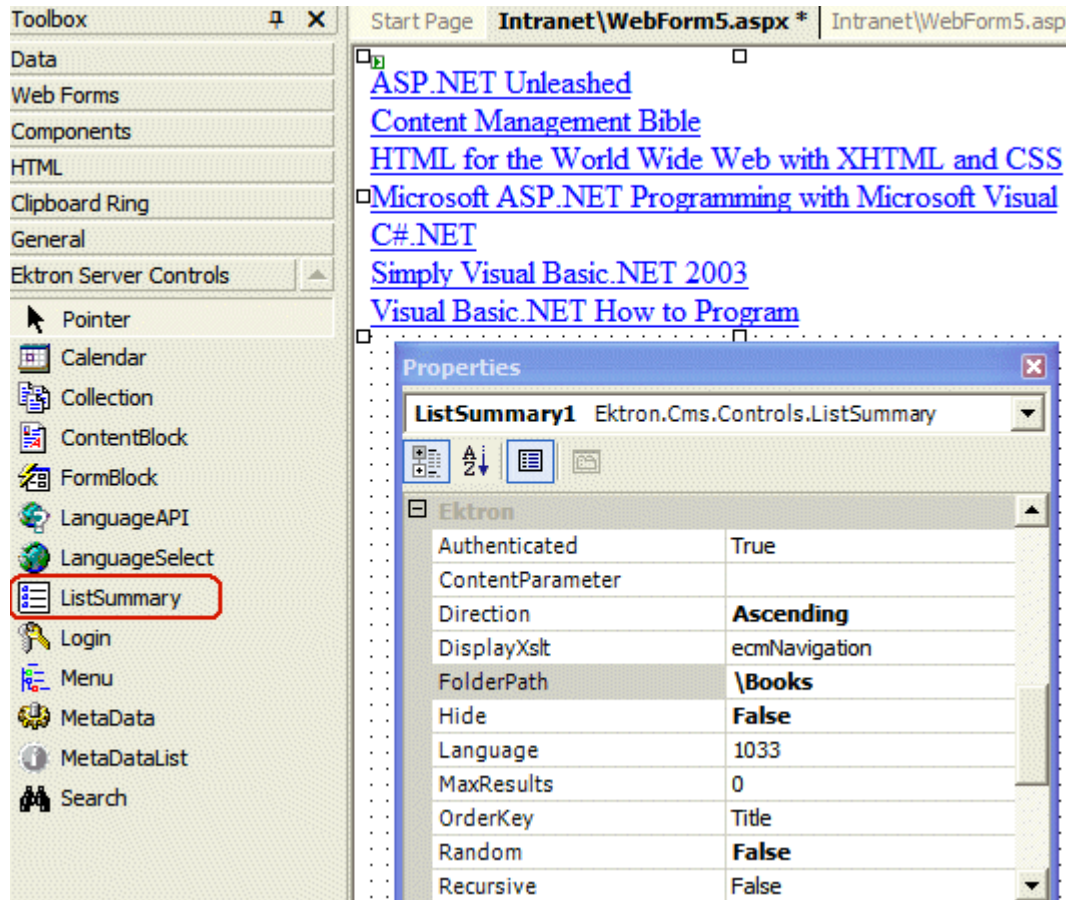 Toolbox
Start Page Intranet\WebForm5.aspx * Intranet\WebForm5.asp
Data
Web Forms
Components
HTML
Clipboard Ring
General
Ektron Server Controls
Pointer
Calendar
Collection
ContentBlock
FormBlock
LanguageAPI
LanguageSelect
ListSummary
Login
Menu
MetaData
MetaDataList
Search
ASP.NET Unleashed
Content Management Bible
HTML for the World Wide Web with XHTML and CSS
Microsoft ASP.NET Programming with Microsoft Visual
C#.NET
Simply Visual Basic.NET 2003
Visual Basic.NET How to Program
Properties
ListSummary1 Ektron.Cms.Controls.ListSummary
Ektron
Authenticated True
ContentParameter
Direction Ascending
DisplayXslt ecmNavigation
FolderPath \Books
Hide False
Language 1033
MaxResults 0
OrderKey Title
Random False
Recursive False